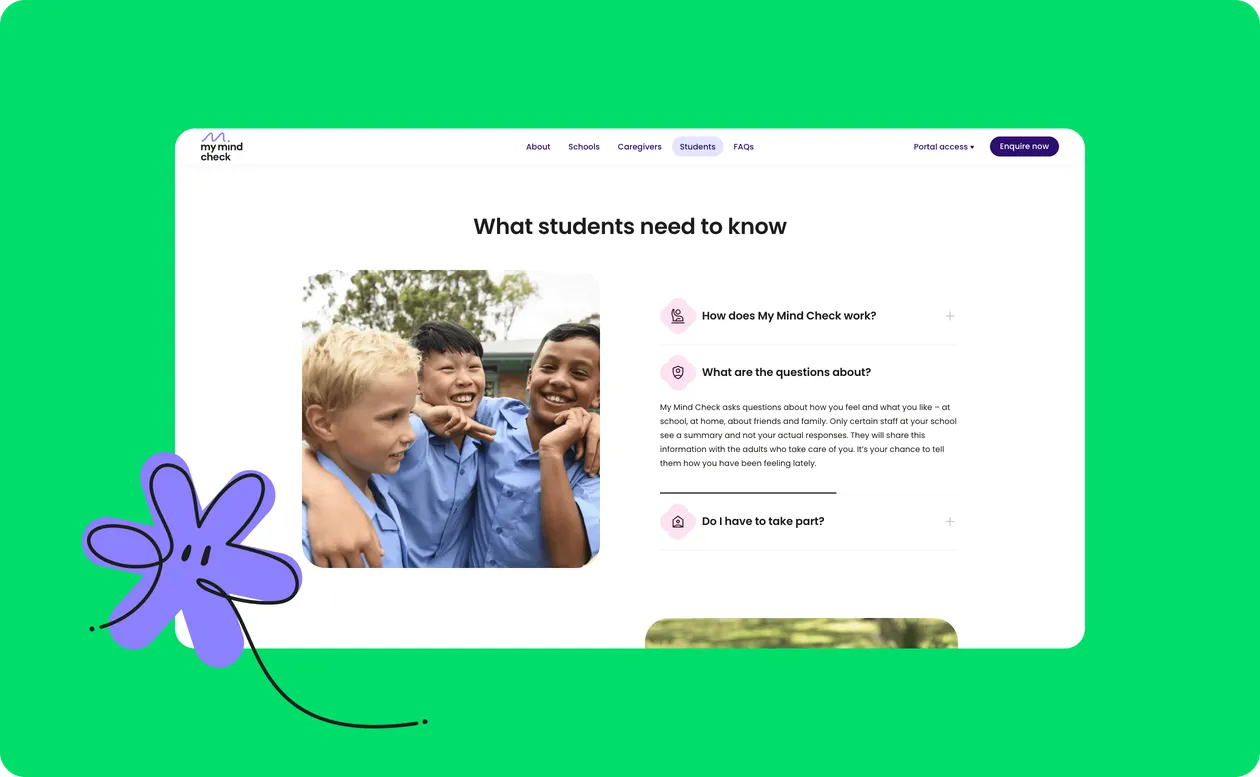 my mind
check
About
Schools
Caregivers
Students
FAQs
Portal access
Enquire now
What students need to know
How does My Mind Check work?
What are the questions about?
My Mind Check asks questions about how you feel and what you like – at
school, at home, about friends and family. Only certain staff at your school
see a summary and not your actual responses. They will share this
information with the adults who take care of you. It's your chance to tell
them how you have been feeling lately.
Do I have to take part?